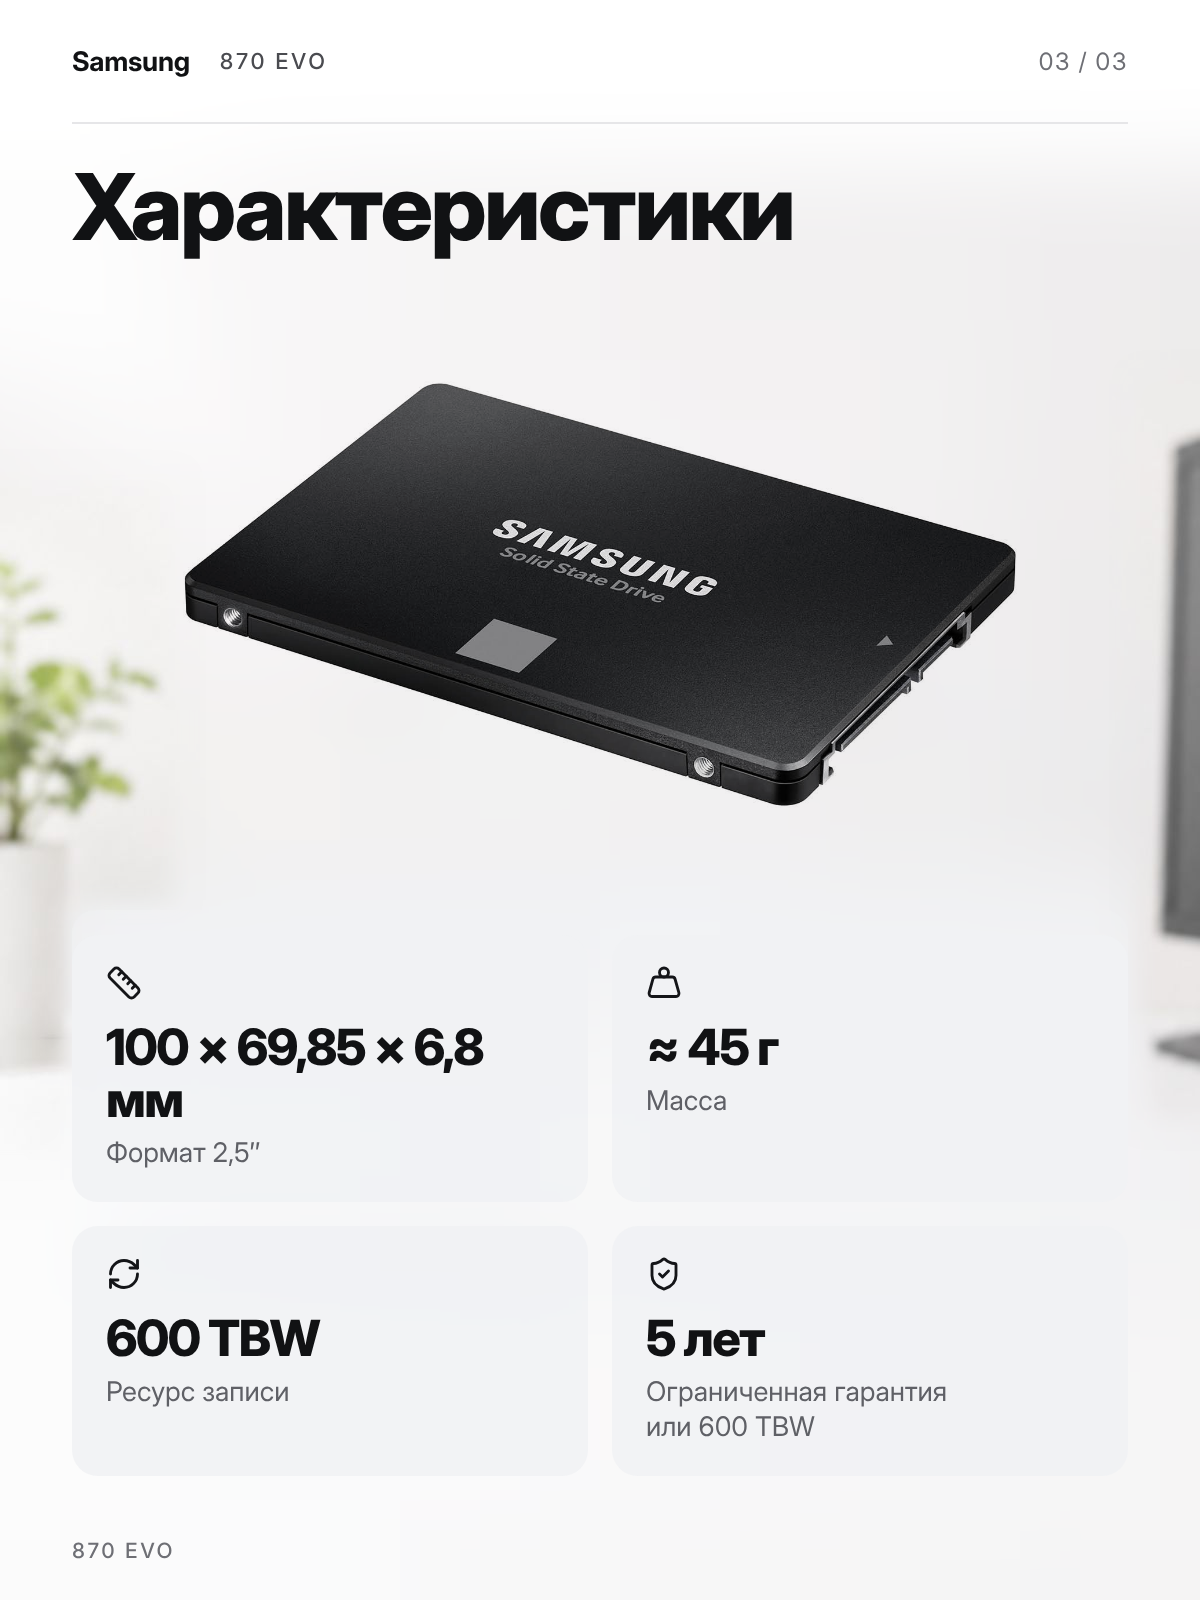 Samsung 870 EVO 03 / 03
Характеристики
SAMSUNG
Solid State Drive
100 × 69,85 × 6,8
мм
Формат 2,5″
≈ 45 г
Масса
600 TBW
Ресурс записи
5 лет
Ограниченная гарантия
или 600 TBW
870 EVO